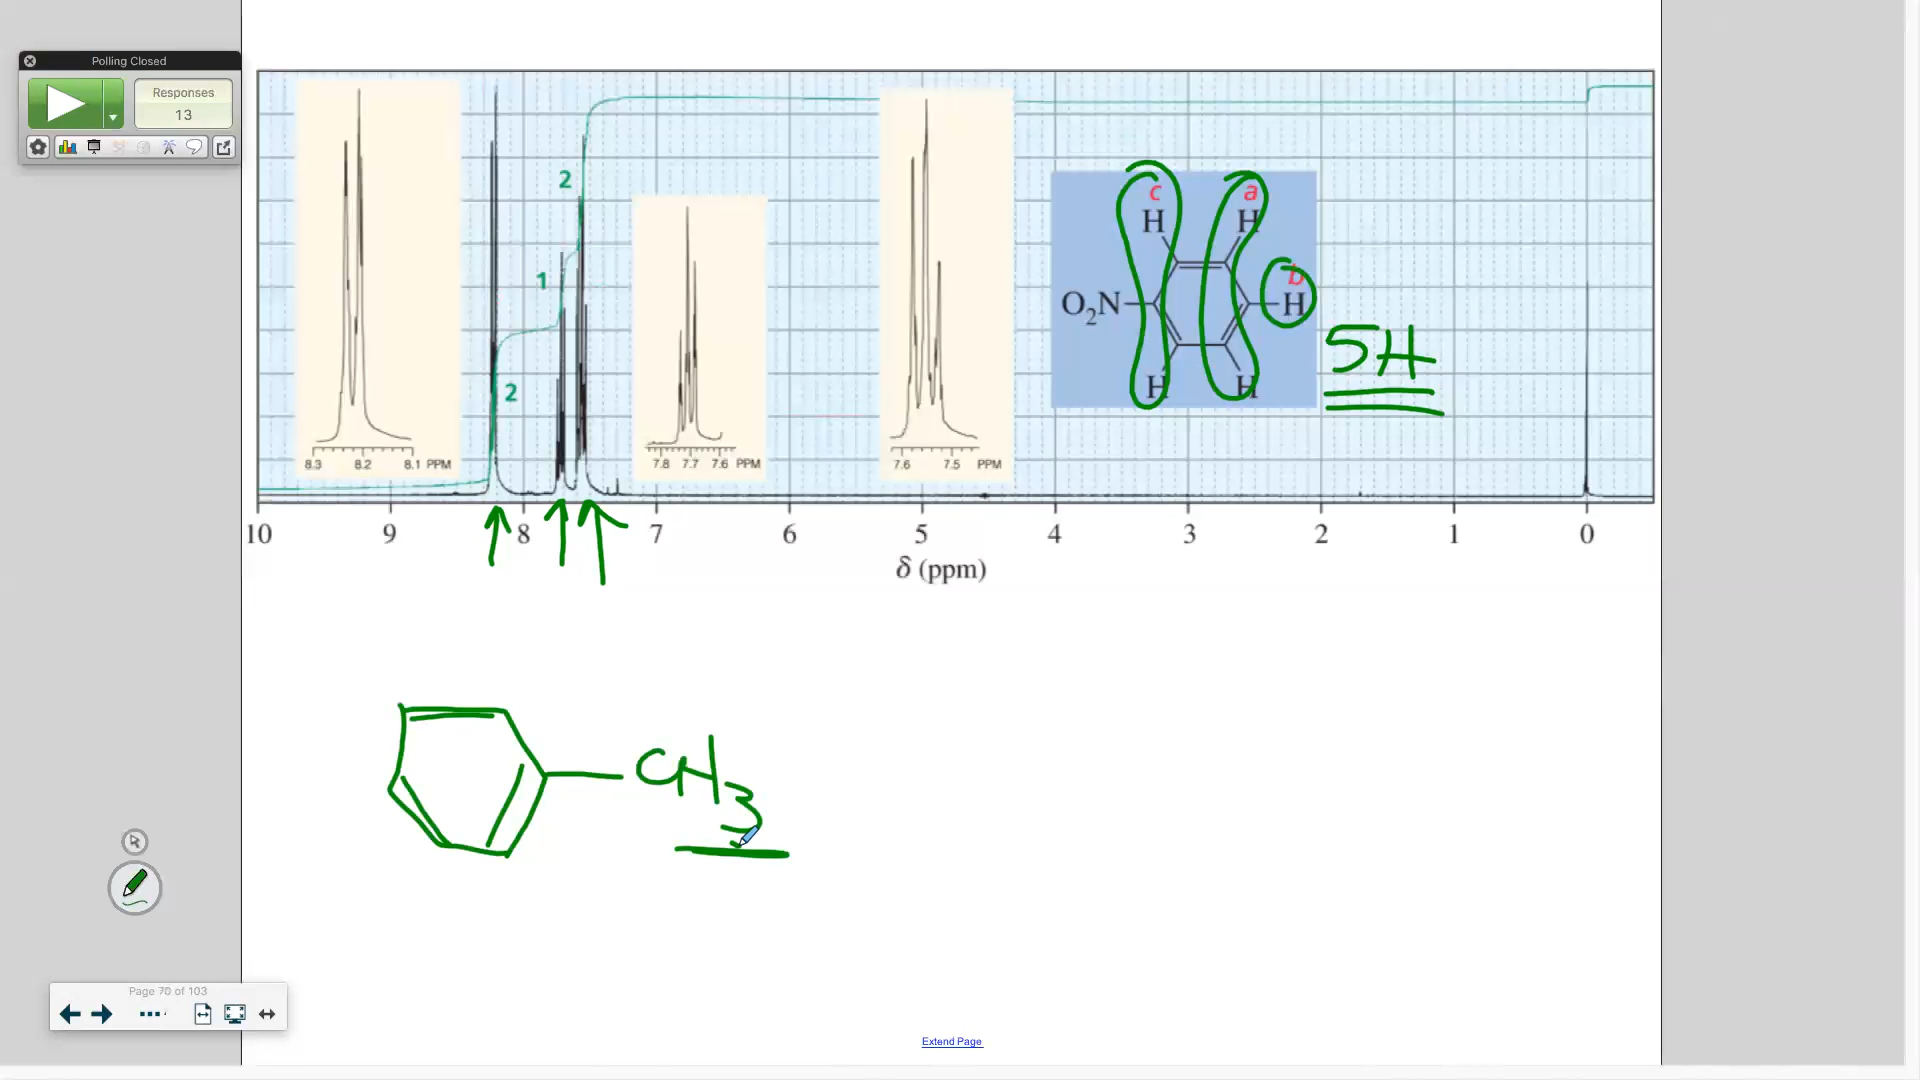 Polling Closed
Responses
13
2
1
2
8.3 8.2 8.1 PPM
7.8 7.7 7.6 PPM
7.6 7.5 PPM
c a
H H
b
O₂N H
H H
5H
10 9 8 7 6 5 4 3 2 1 0
δ (ppm)
CH₃
Page 70 of 103
Extend Page